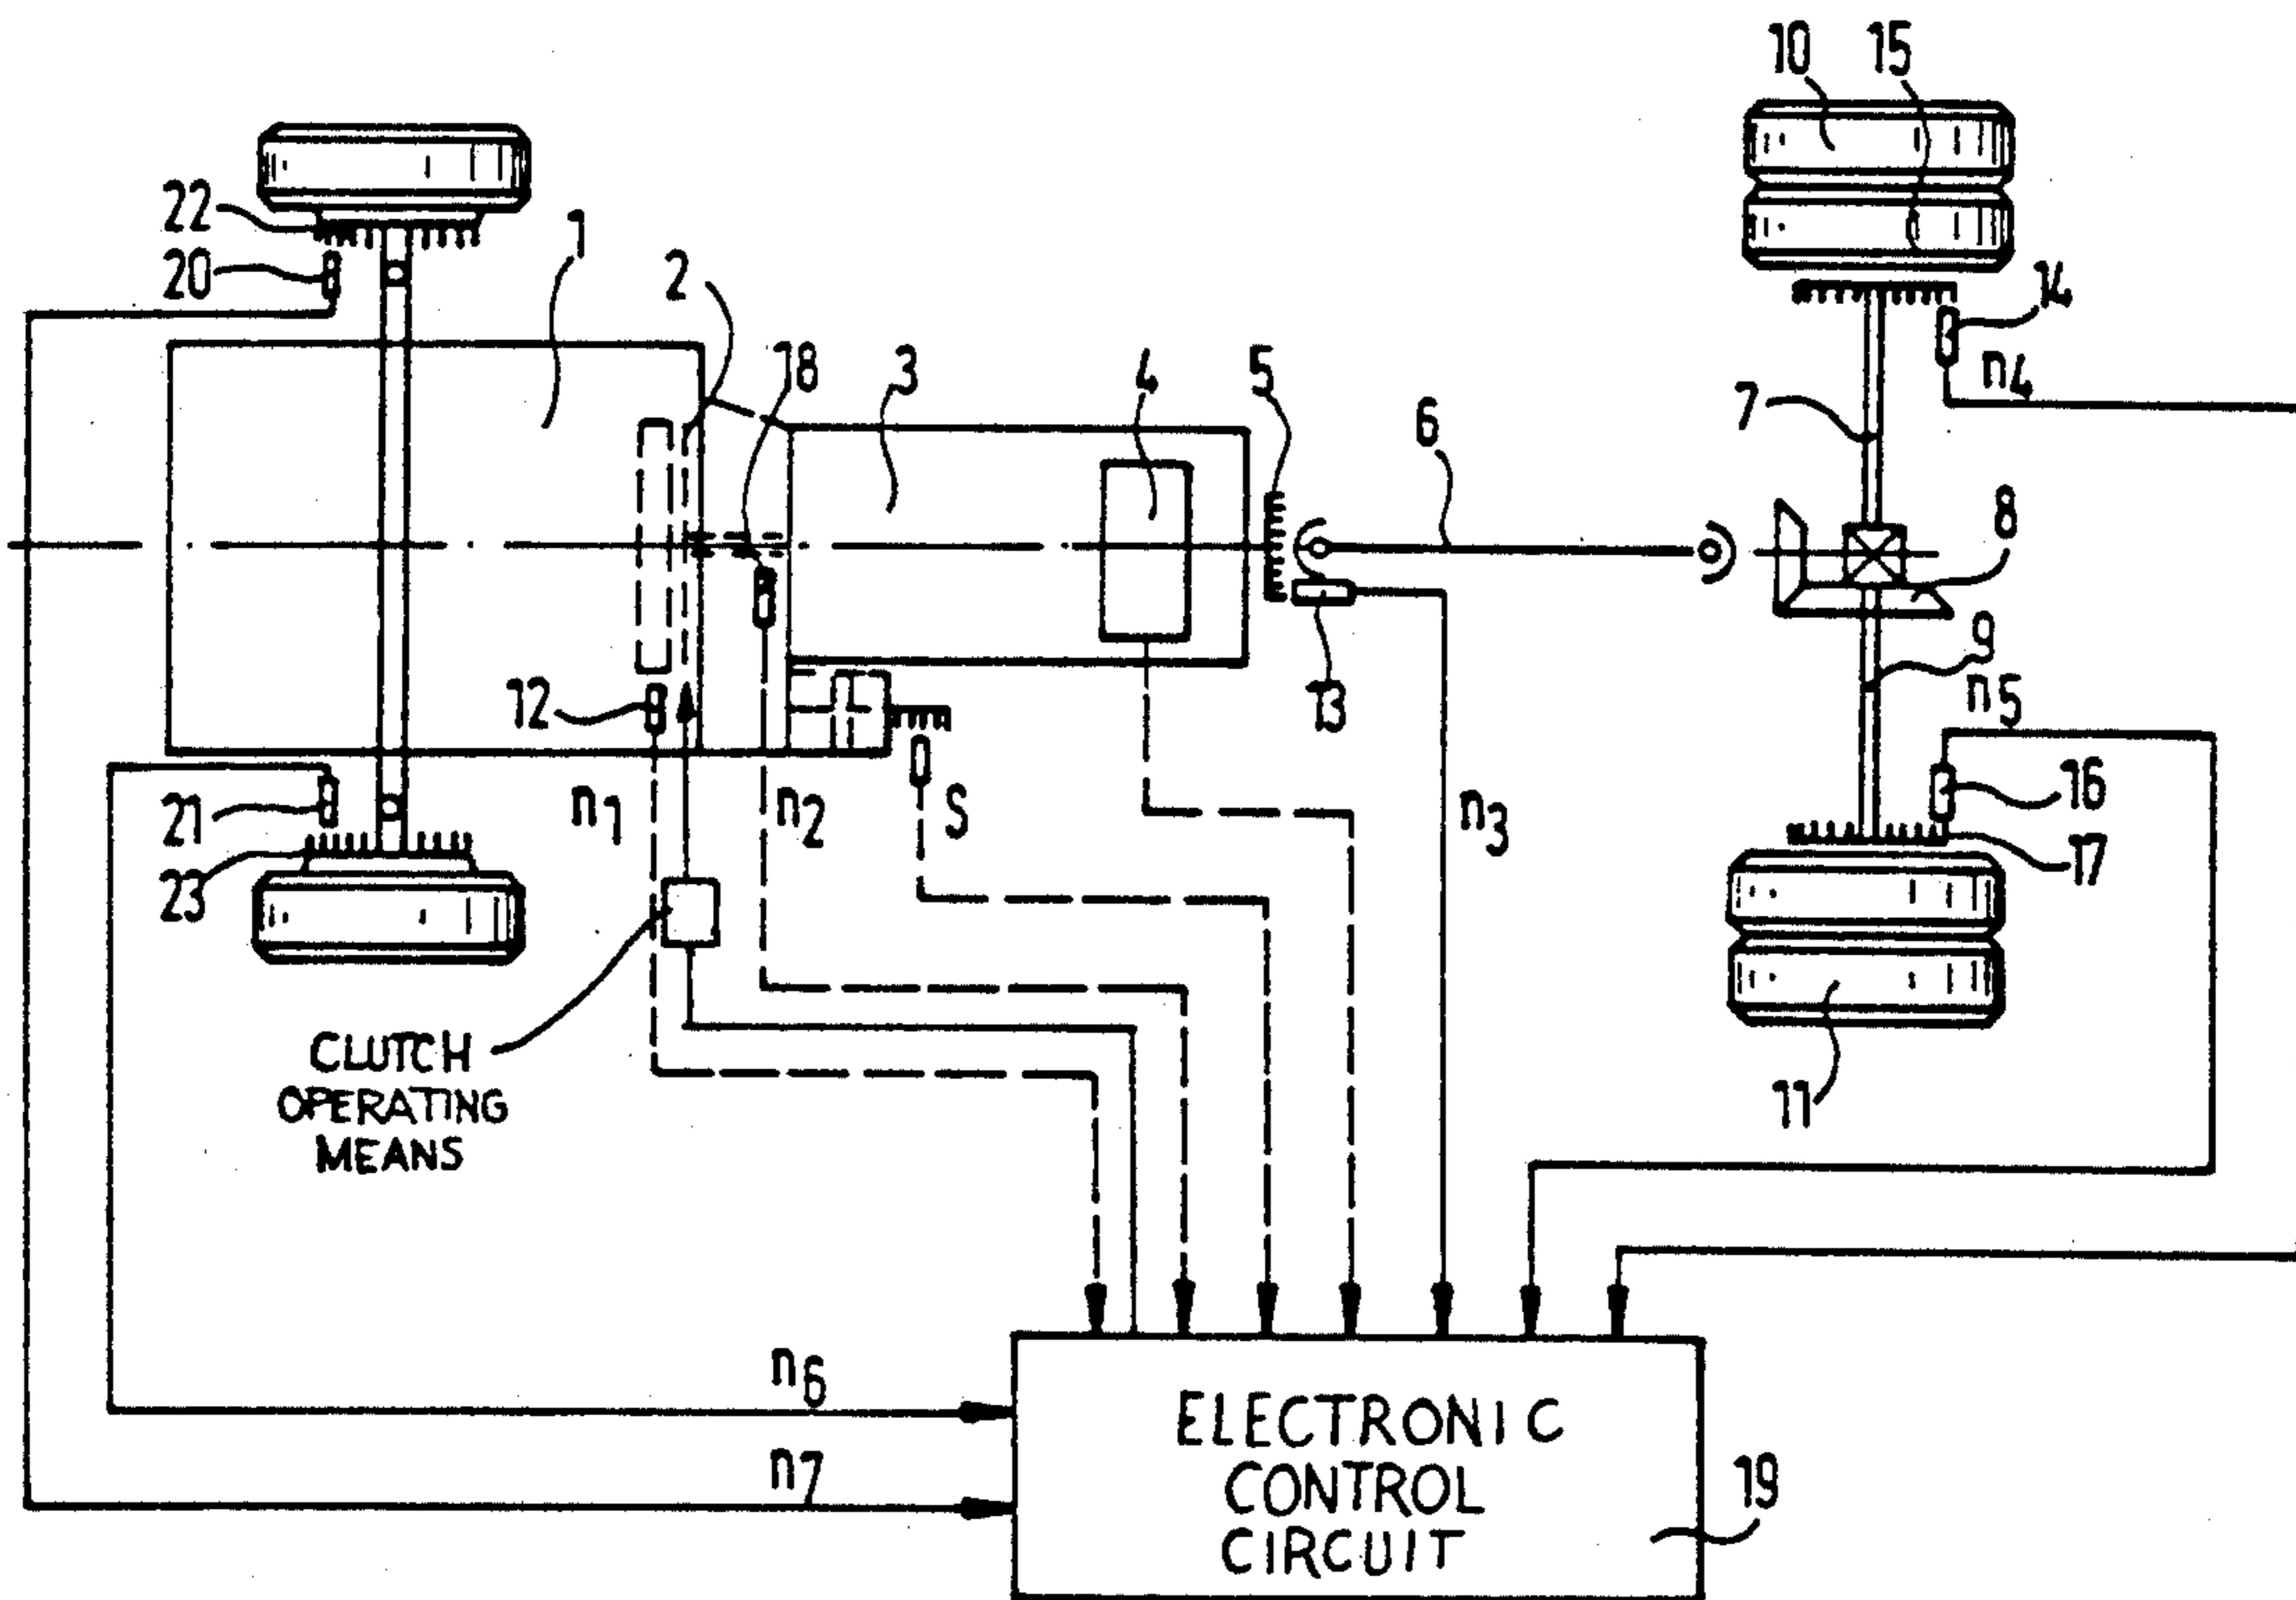 10 15
22
1
20
2
14
18 3 4 5
n4
7
6
8
9
n5
12
13
16
21
n1 n2 S n3
17
23
CLUTCH
OPERATING
MEANS
11
n6
ELECTRONIC
n7
CONTROL
19
CIRCUIT